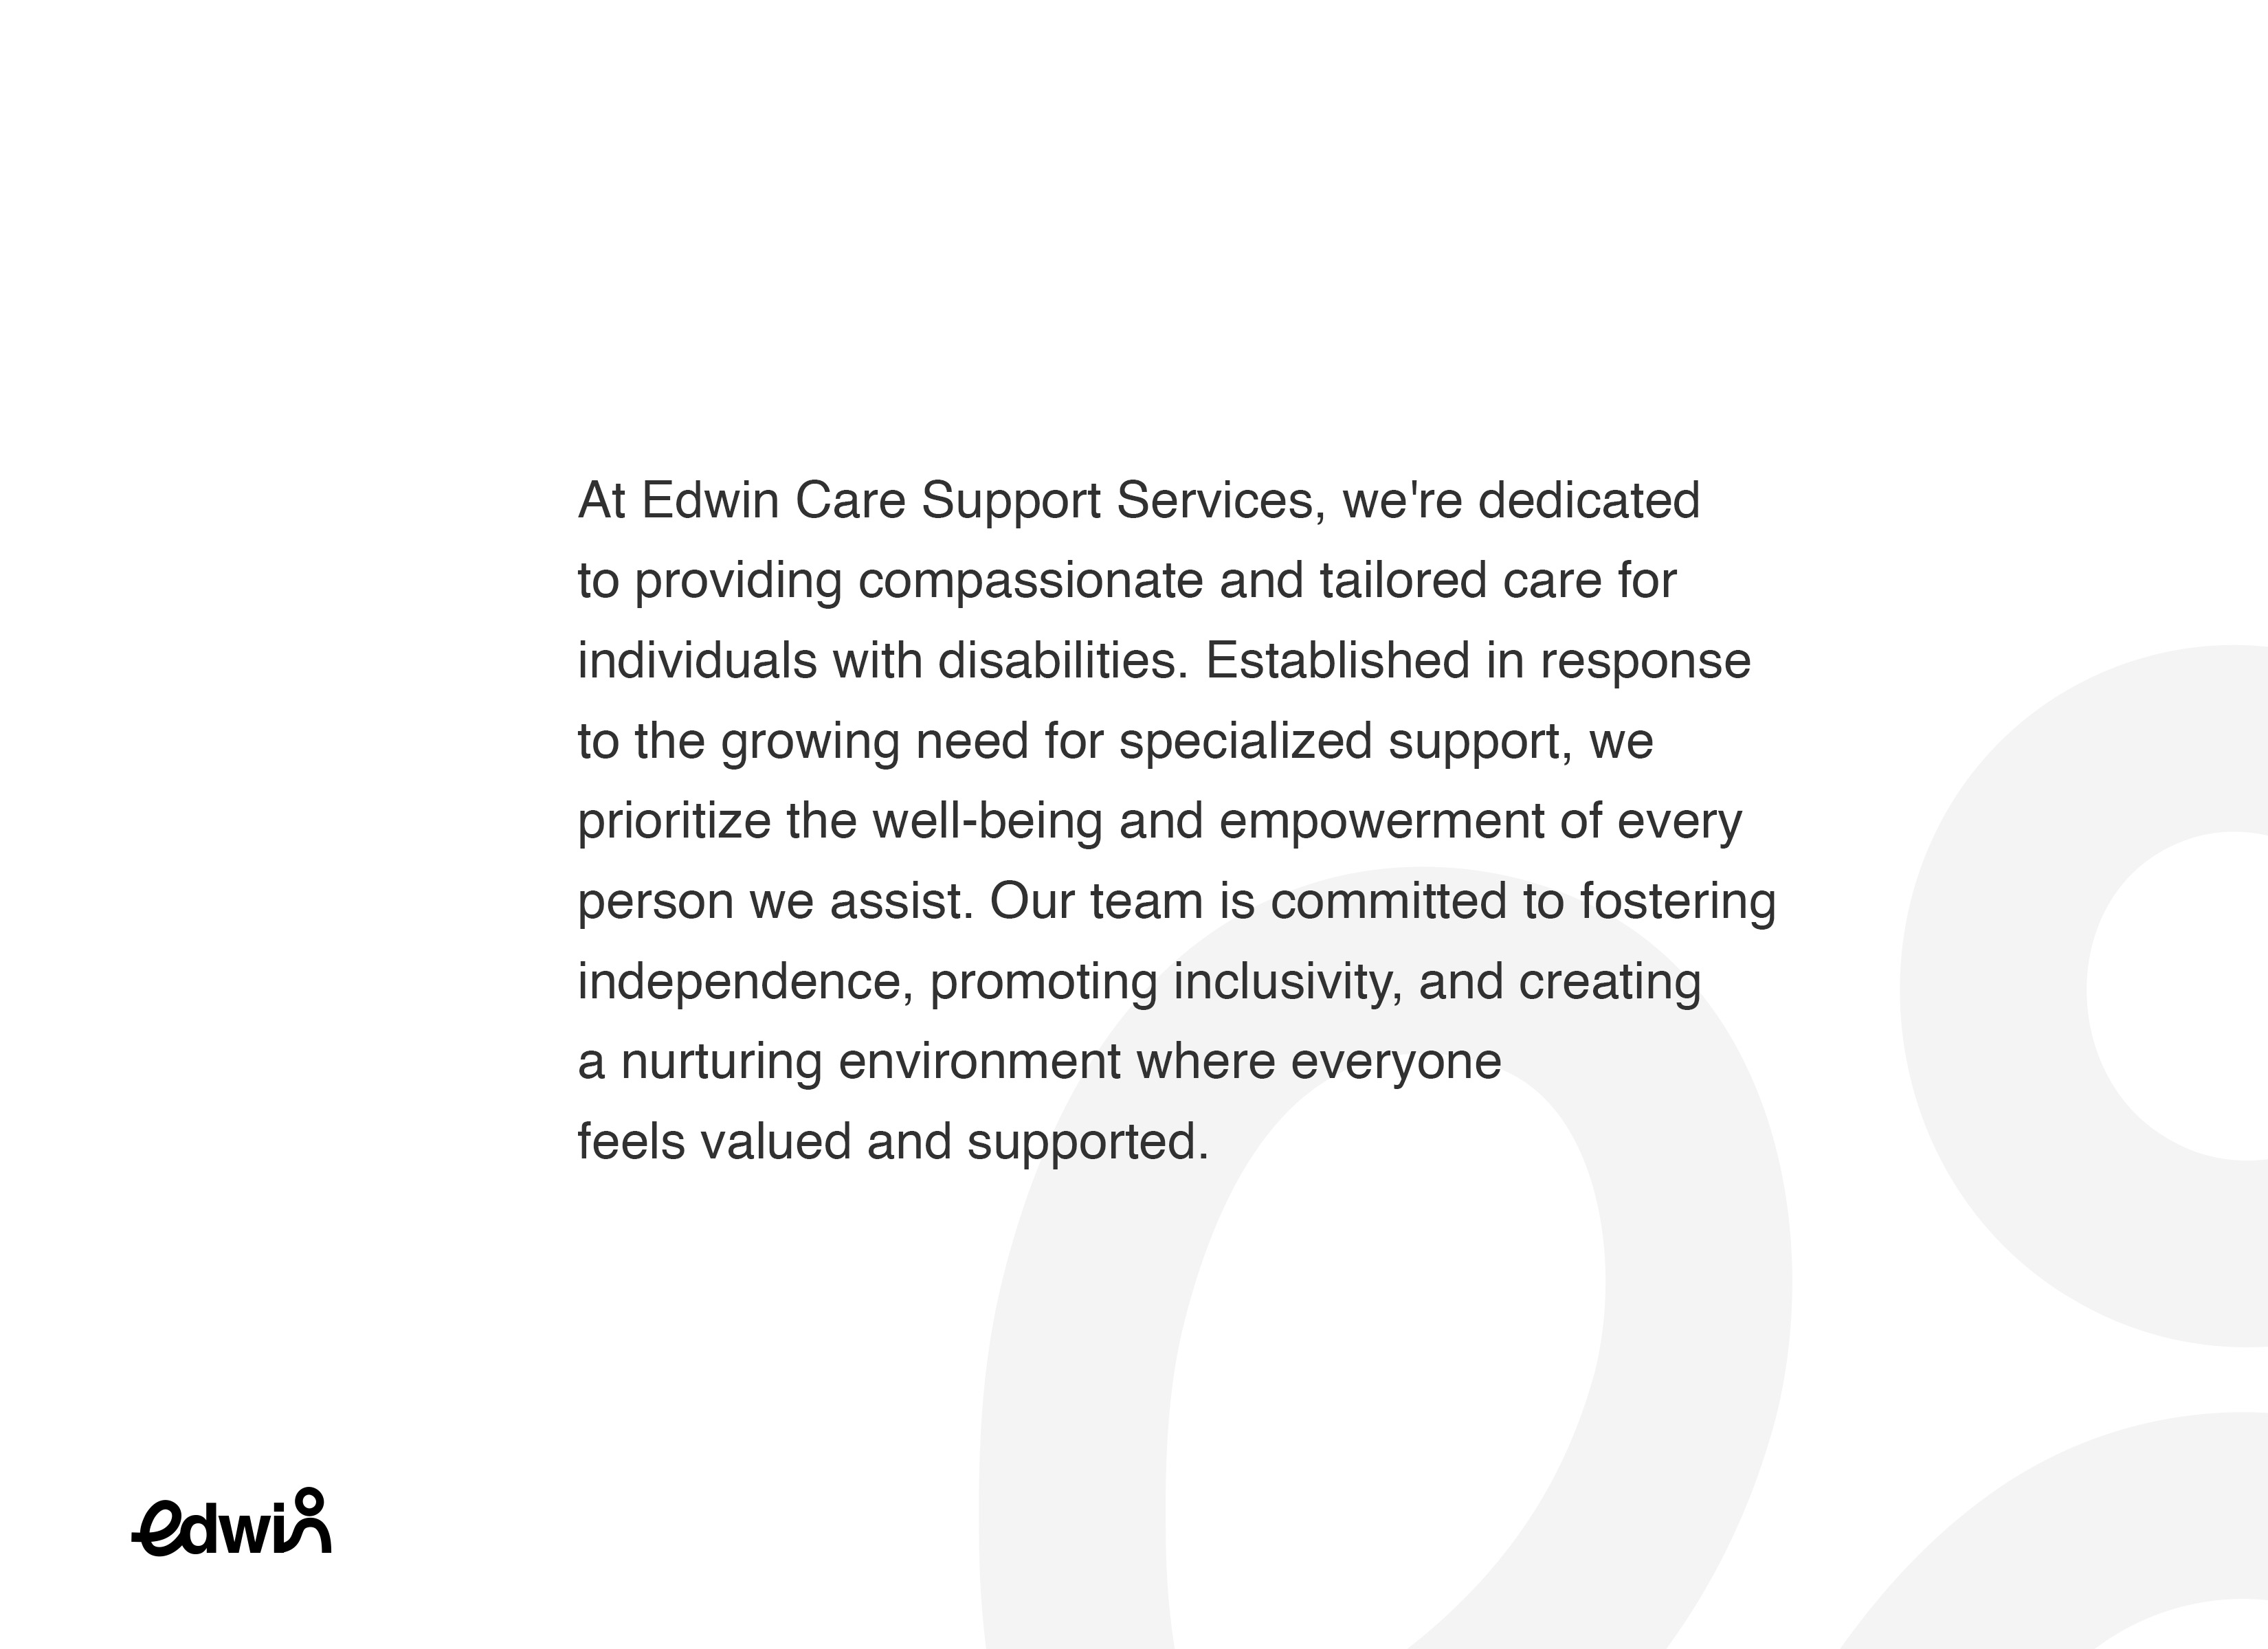 At Edwin Care Support Services, we're dedicated
to providing compassionate and tailored care for
individuals with disabilities. Established in response
to the growing need for specialized support, we
prioritize the well-being and empowerment of every
person we assist. Our team is committed to fostering
independence, promoting inclusivity, and creating
a nurturing environment where everyone
feels valued and supported.
edwin